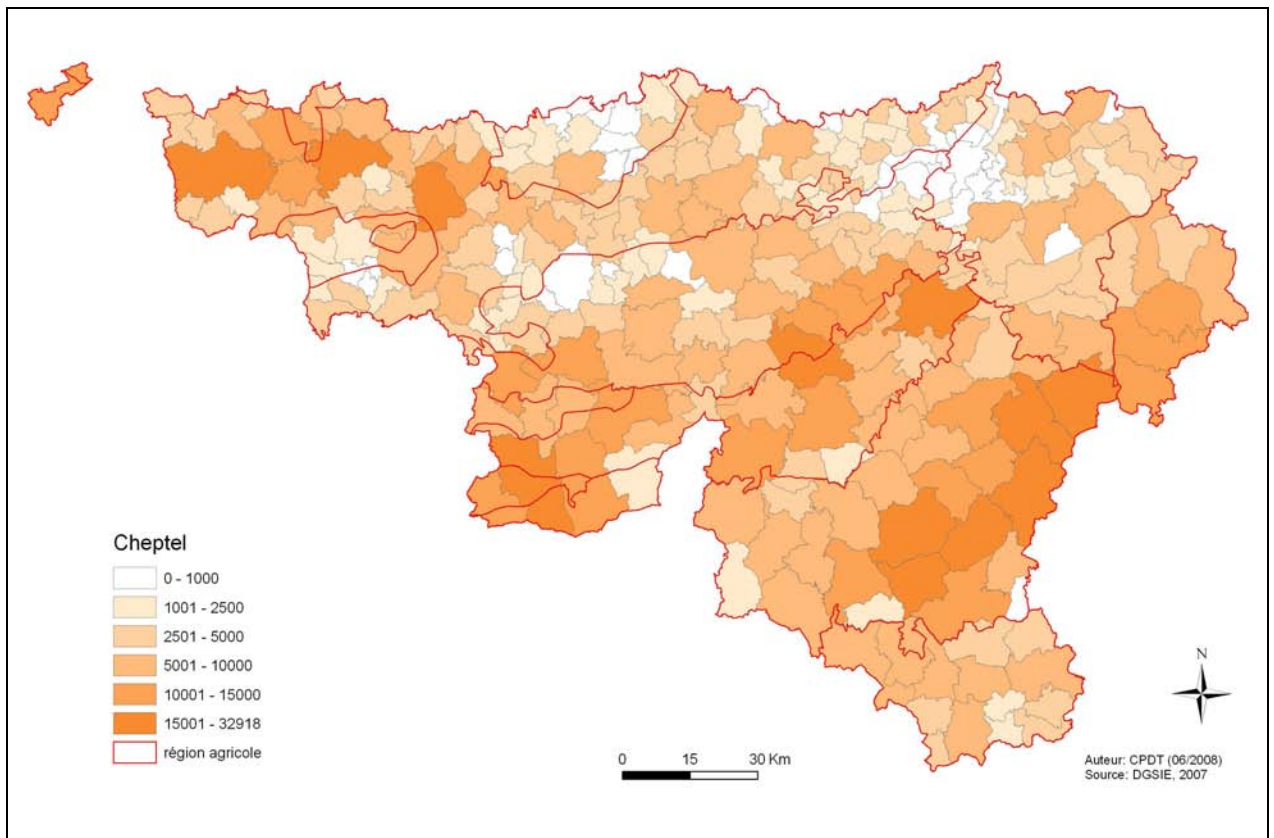 Cheptel
0 - 1000
1001 - 2500
2501 - 5000
5001 - 10000
10001 - 15000
15001 - 32918
région agricole
0 15 30 Km
N
Auteur: CPDT (06/2008)
Source: DGSIE, 2007